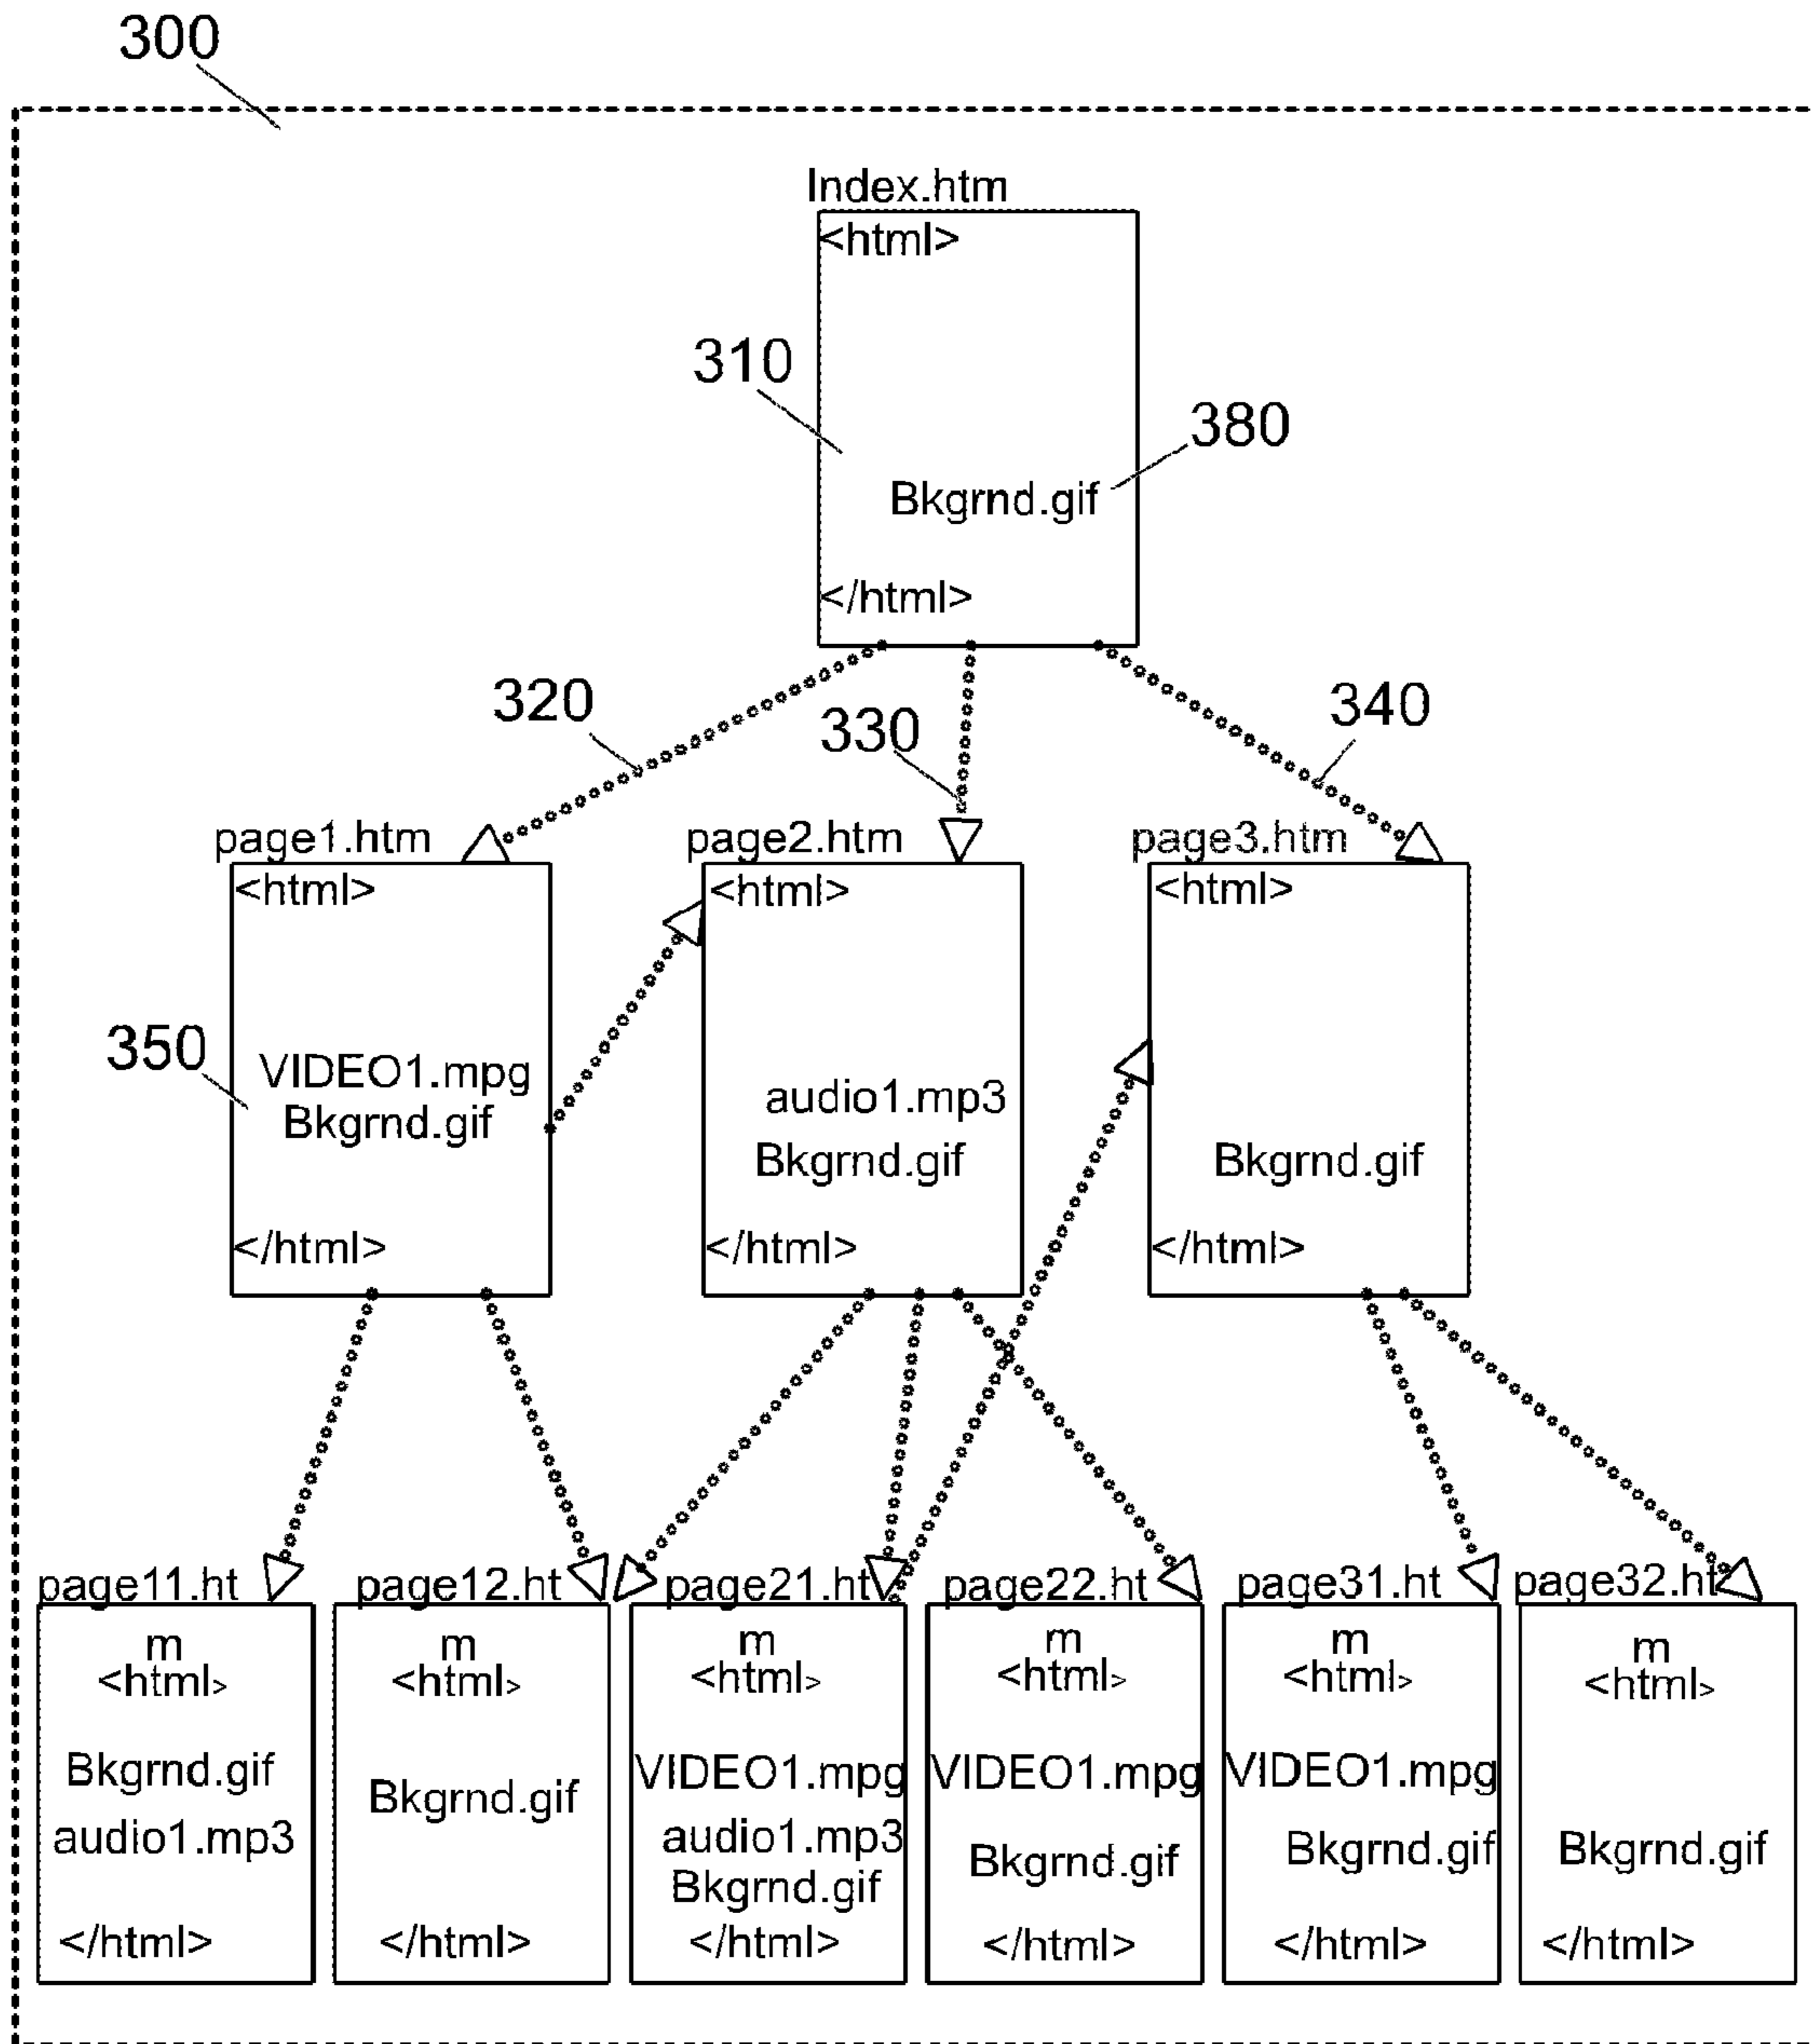 300
Index.htm
<html>
310
380
Bkgrnd.gif
</html>
320
330
340
page1.htm
<html>
350
VIDEO1.mpg
Bkgrnd.gif
</html>
page2.htm
<html>
audio1.mp3
Bkgrnd.gif
</html>
page3.htm
<html>
Bkgrnd.gif
</html>
page11.ht
m
<html>
Bkgrnd.gif
audio1.mp3
</html>
page12.ht
m
<html>
Bkgrnd.gif
</html>
page21.ht
m
<html>
VIDEO1.mpg
audio1.mp3
Bkgrnd.gif
</html>
page22.ht
m
<html>
VIDEO1.mpg
Bkgrnd.gif
</html>
page31.ht
m
<html>
VIDEO1.mpg
Bkgrnd.gif
</html>
page32.ht
m
<html>
Bkgrnd.gif
</html>